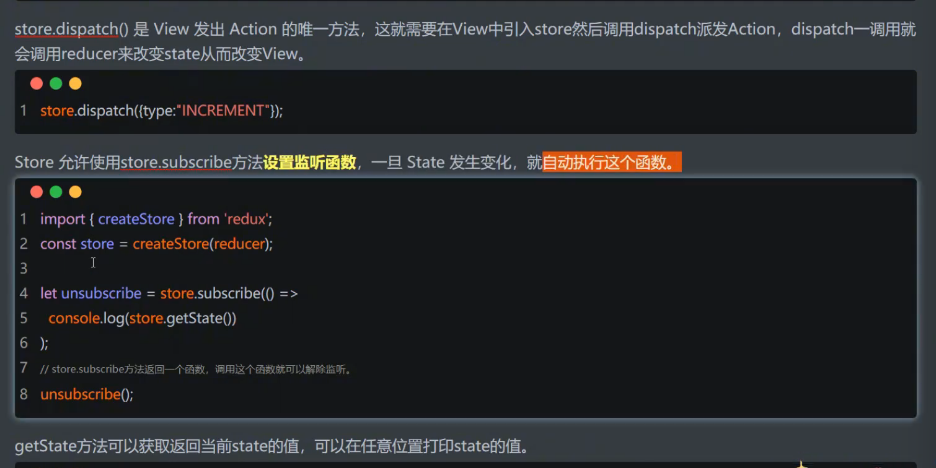 store.dispatch() 是 View 发出 Action 的唯一方法，这就需要在View中引入store然后调用dispatch派发Action，dispatch一调用就
会调用reducer来改变state从而改变View。
1 store.dispatch({type:"INCREMENT"});
Store 允许使用store.subscribe方法设置监听函数，一旦 State 发生变化，就自动执行这个函数。
1 import { createStore } from 'redux';
2 const store = createStore(reducer);
3
4 let unsubscribe = store.subscribe(() =>
5 console.log(store.getState())
6 );
7 // store.subscribe方法返回一个函数，调用这个函数就可以解除监听。
8 unsubscribe();
getState方法可以获取返回当前state的值，可以在任意位置打印state的值。